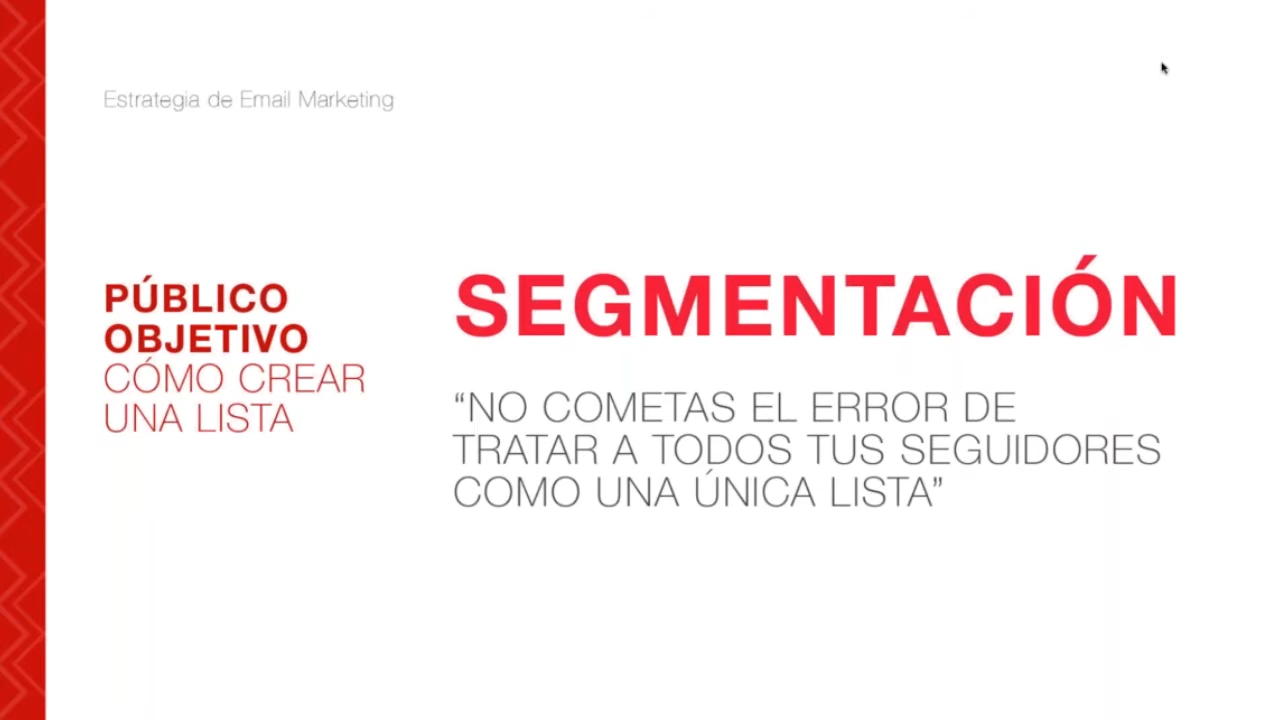 Estrategia de Email Marketing
PÚBLICO
OBJETIVO
CÓMO CREAR
UNA LISTA
SEGMENTACIÓN
“NO COMETAS EL ERROR DE
TRATAR A TODOS TUS SEGUIDORES
COMO UNA ÚNICA LISTA”